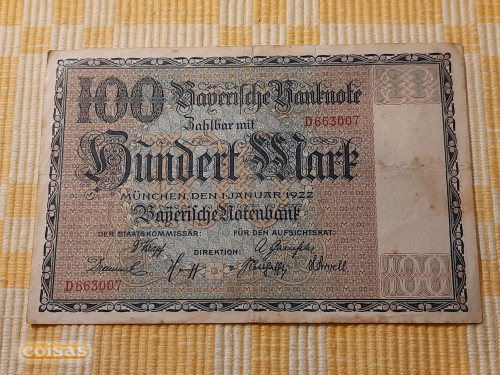 100 Bayerische Banknote
Zahlbar mit D663007
Hundert Mark
MÜNCHEN, DEN 1. JANUAR 1922
Bayerische Notenbank
DER STAATSKOMMISSÄR: FÜR DEN AUFSICHTSRAT:
DIREKTION:
D663007
100
coisas